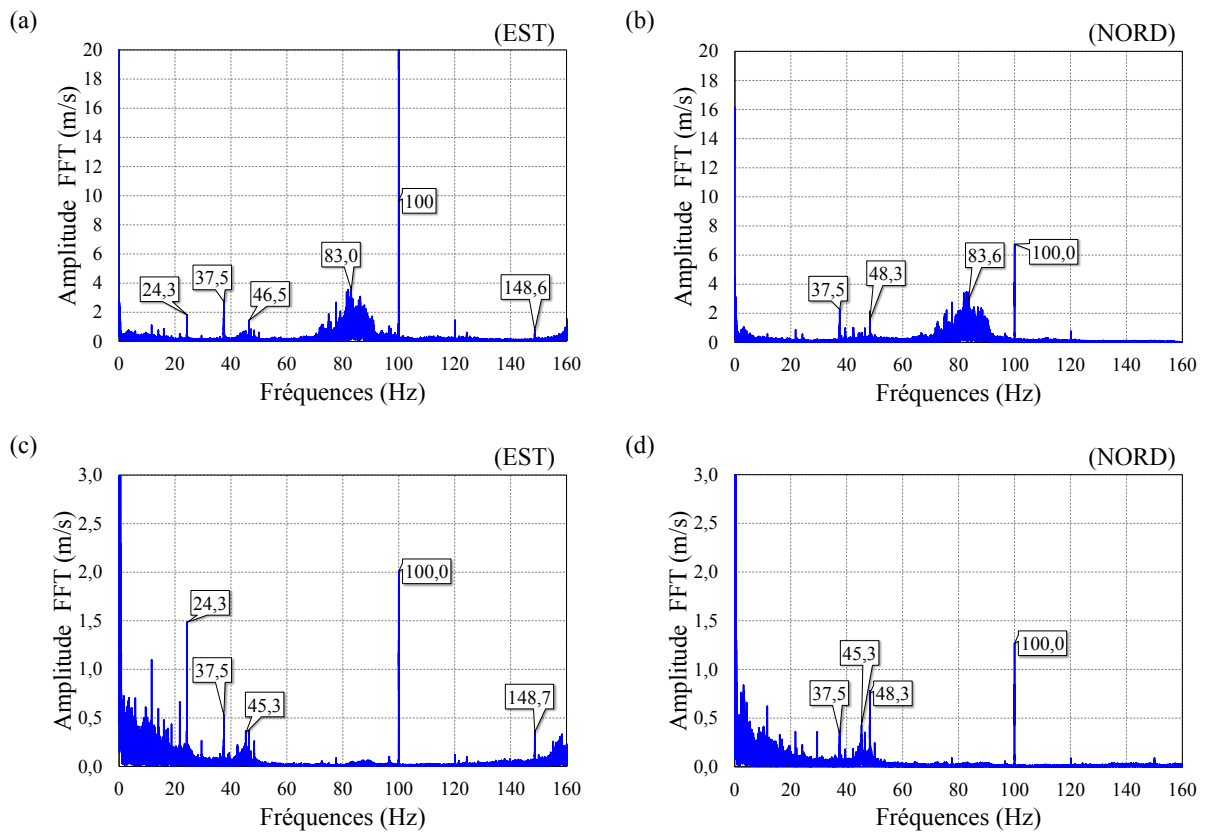 (a)
(EST)
Amplitude FFT (m/s)
20
18
16
14
12
10
8
6
4
2
0
24,3
37,5
46,5
83,0
100
148,6
0 20 40 60 80 100 120 140 160
Fréquences (Hz)
(b)
(NORD)
Amplitude FFT (m/s)
20
18
16
14
12
10
8
6
4
2
0
37,5
48,3
83,6
100,0
0 20 40 60 80 100 120 140 160
Fréquences (Hz)
(c)
(EST)
Amplitude FFT (m/s)
3,0
2,5
2,0
1,5
1,0
0,5
0,0
24,3
37,5
45,3
100,0
148,7
0 20 40 60 80 100 120 140 160
Fréquences (Hz)
(d)
(NORD)
Amplitude FFT (m/s)
3,0
2,5
2,0
1,5
1,0
0,5
0,0
37,5
45,3
48,3
100,0
0 20 40 60 80 100 120 140 160
Fréquences (Hz)